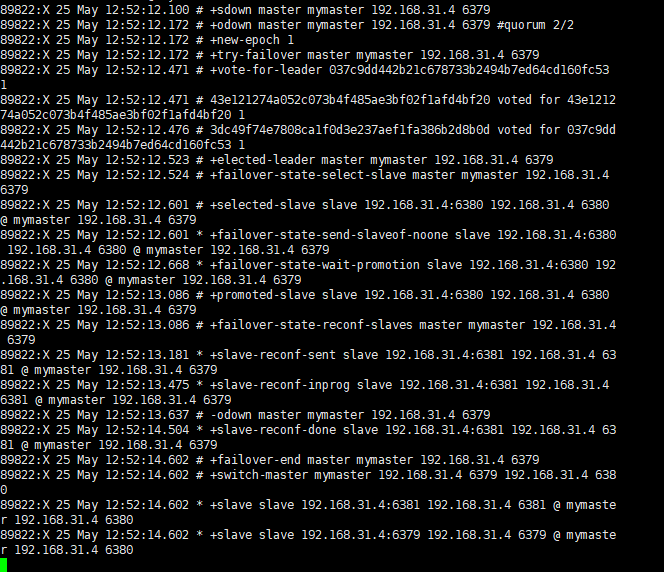 89822:X 25 May 12:52:12.100 # +sdown master mymaster 192.168.31.4 6379
89822:X 25 May 12:52:12.172 # +odown master mymaster 192.168.31.4 6379 #quorum 2/2
89822:X 25 May 12:52:12.172 # +new-epoch 1
89822:X 25 May 12:52:12.172 # +try-failover master mymaster 192.168.31.4 6379
89822:X 25 May 12:52:12.471 # +vote-for-leader 037c9dd442b21c678733b2494b7ed64cd160fc53
1
89822:X 25 May 12:52:12.471 # 43e121274a052c073b4f485ae3bf02f1afd4bf20 voted for 43e1212
74a052c073b4f485ae3bf02f1afd4bf20 1
89822:X 25 May 12:52:12.476 # 3dc49f74e7808ca1f0d3e237aef1fa386b2d8b0d voted for 037c9dd
442b21c678733b2494b7ed64cd160fc53 1
89822:X 25 May 12:52:12.523 # +elected-leader master mymaster 192.168.31.4 6379
89822:X 25 May 12:52:12.524 # +failover-state-select-slave master mymaster 192.168.31.4
6379
89822:X 25 May 12:52:12.601 # +selected-slave slave 192.168.31.4:6380 192.168.31.4 6380
@ mymaster 192.168.31.4 6379
89822:X 25 May 12:52:12.601 * +failover-state-send-slaveof-noone slave 192.168.31.4:6380
192.168.31.4 6380 @ mymaster 192.168.31.4 6379
89822:X 25 May 12:52:12.668 * +failover-state-wait-promotion slave 192.168.31.4:6380 192
.168.31.4 6380 @ mymaster 192.168.31.4 6379
89822:X 25 May 12:52:13.086 # +promoted-slave slave 192.168.31.4:6380 192.168.31.4 6380
@ mymaster 192.168.31.4 6379
89822:X 25 May 12:52:13.086 # +failover-state-reconf-slaves master mymaster 192.168.31.4
6379
89822:X 25 May 12:52:13.181 * +slave-reconf-sent slave 192.168.31.4:6381 192.168.31.4 63
81 @ mymaster 192.168.31.4 6379
89822:X 25 May 12:52:13.475 * +slave-reconf-inprog slave 192.168.31.4:6381 192.168.31.4
6381 @ mymaster 192.168.31.4 6379
89822:X 25 May 12:52:13.637 # -odown master mymaster 192.168.31.4 6379
89822:X 25 May 12:52:14.504 * +slave-reconf-done slave 192.168.31.4:6381 192.168.31.4 63
81 @ mymaster 192.168.31.4 6379
89822:X 25 May 12:52:14.602 # +failover-end master mymaster 192.168.31.4 6379
89822:X 25 May 12:52:14.602 # +switch-master mymaster 192.168.31.4 6379 192.168.31.4 638
0
89822:X 25 May 12:52:14.602 * +slave slave 192.168.31.4:6381 192.168.31.4 6381 @ mymaste
r 192.168.31.4 6380
89822:X 25 May 12:52:14.602 * +slave slave 192.168.31.4:6379 192.168.31.4 6379 @ mymaste
r 192.168.31.4 6380